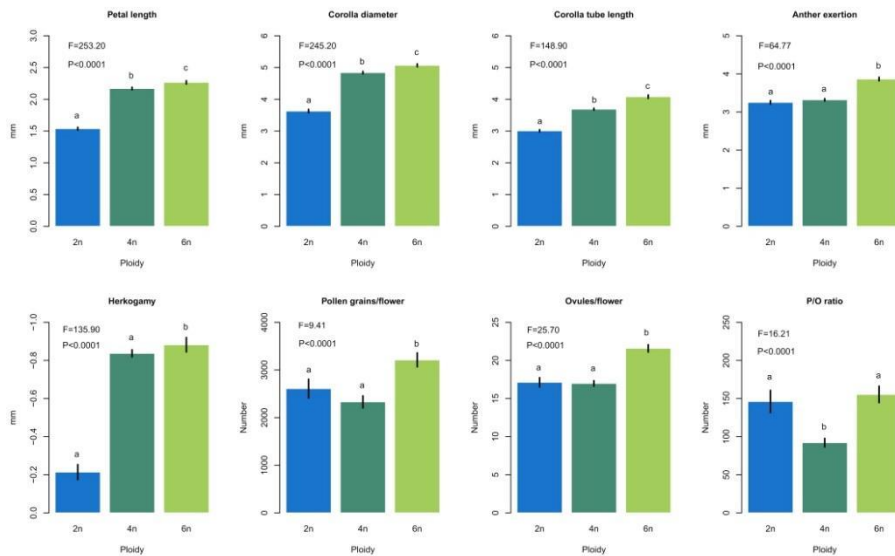 Petal length
F=253.20
P<0.0001
a
b
c
mm
0.0
0.5
1.0
1.5
2.0
2.5
3.0
2n
4n
6n
Ploidy
Corolla diameter
F=245.20
P<0.0001
a
b
c
mm
0
1
2
3
4
5
6
2n
4n
6n
Ploidy
Corolla tube length
F=148.90
P<0.0001
a
b
c
mm
0
1
2
3
4
5
6
2n
4n
6n
Ploidy
Anther exertion
F=64.77
P<0.0001
a
a
b
mm
0
1
2
3
4
5
2n
4n
6n
Ploidy
Herkogamy
F=135.90
P<0.0001
a
a
b
mm
0.0
−0.2
−0.4
−0.6
−0.8
−1.0
2n
4n
6n
Ploidy
Pollen grains/flower
F=9.41
P<0.0001
a
a
b
Number
0
1000
2000
3000
4000
2n
4n
6n
Ploidy
Ovules/flower
F=25.70
P<0.0001
a
a
b
Number
0
5
10
15
20
25
2n
4n
6n
Ploidy
P/O ratio
F=16.21
P<0.0001
a
b
a
Number
0
50
100
150
200
250
2n
4n
6n
Ploidy